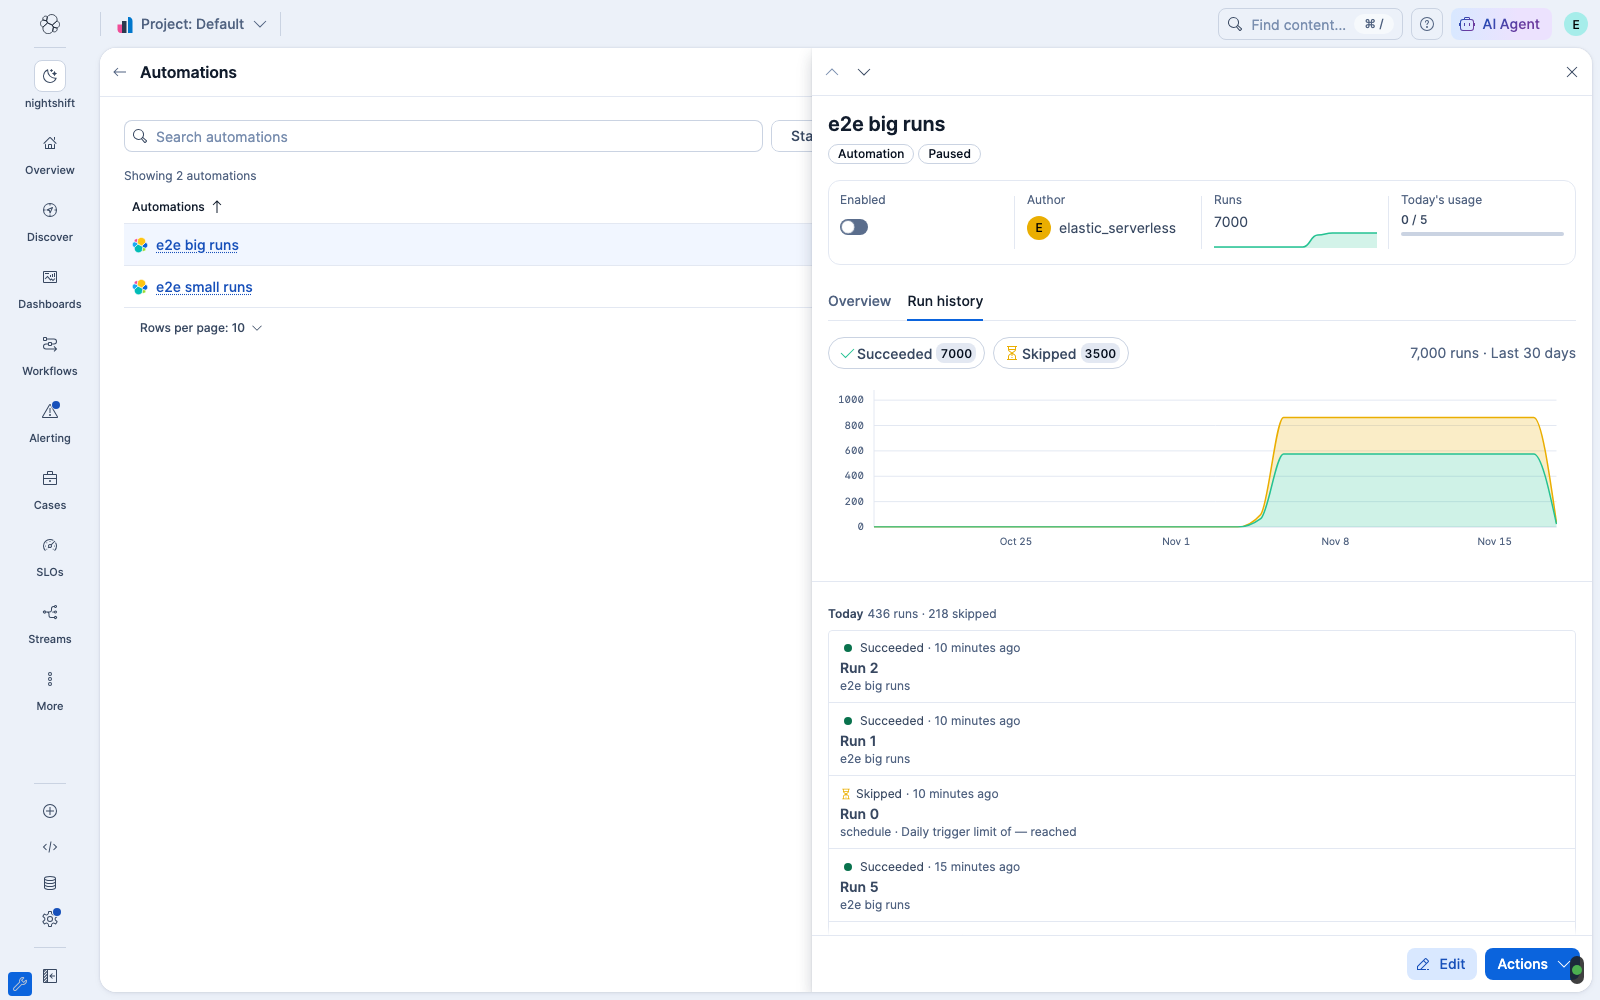 Project: Default
Find content...
⌘ /
AI Agent
E
nightshift
Overview
Discover
Dashboards
Workflows
Alerting
Cases
SLOs
Streams
More
Automations
Search automations
Sta
Showing 2 automations
Automations
e2e big runs
e2e small runs
Rows per page: 10
e2e big runs
Automation
Paused
Enabled
Author
E
elastic_serverless
Runs
7000
Today's usage
0 / 5
Overview
Run history
Succeeded 7000
Skipped 3500
7,000 runs · Last 30 days
1000
800
600
400
200
0
Oct 25
Nov 1
Nov 8
Nov 15
Today 436 runs · 218 skipped
Succeeded · 10 minutes ago
Run 2
e2e big runs
Succeeded · 10 minutes ago
Run 1
e2e big runs
Skipped · 10 minutes ago
Run 0
schedule · Daily trigger limit of — reached
Succeeded · 15 minutes ago
Run 5
e2e big runs
Edit
Actions